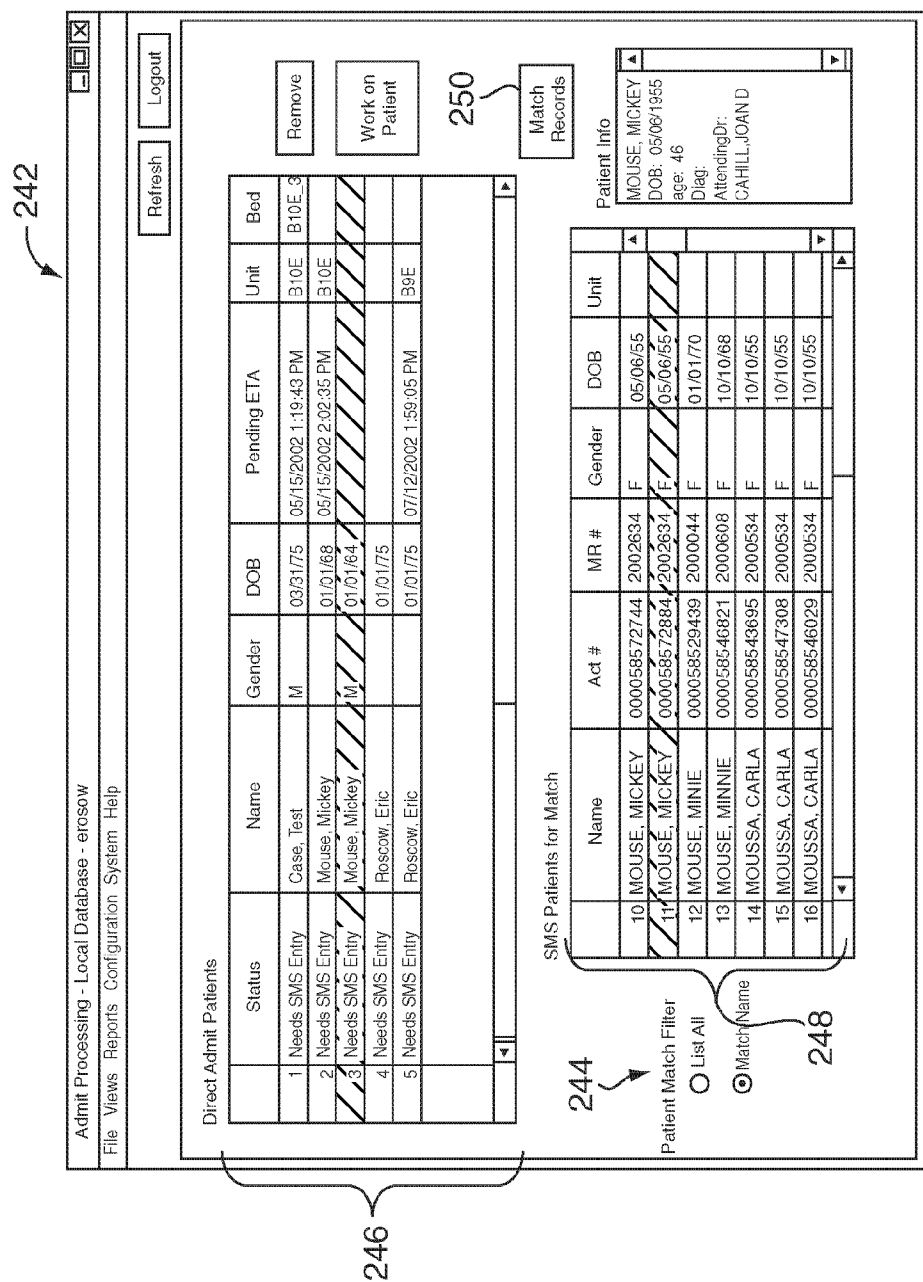 242
Admit Processing - Local Database - erosow
File Views Reports Configuration System Help
Refresh Logout
Direct Admit Patients
Status Name Gender DOB Pending ETA Unit Bed
1 Needs SMS Entry Case, Test M 03/31/75 05/15/2002 1:19:43 PM B10E B10E_3
2 Needs SMS Entry Mouse, Mickey 01/01/68 05/15/2002 2:02:35 PM B10E
3 Needs SMS Entry Mouse, Mickey M 01/01/64
4 Needs SMS Entry Roscow, Eric 01/01/75
5 Needs SMS Entry Roscow, Eric 01/01/75 07/12/2002 1:59:05 PM B9E
Remove
Work on
Patient
246
250
Match
Records
244
Patient Match Filter
List All
Match Name
248
SMS Patients for Match
Name Act # MR # Gender DOB Unit
10 MOUSE, MICKEY 000058572744 2002634 F 05/06/55
11 MOUSE, MICKEY 000058572884 2002634 F 05/06/55
12 MOUSE, MINIE 000058529439 2000044 F 01/01/70
13 MOUSE, MINNIE 000058546821 2000608 F 10/10/68
14 MOUSSA, CARLA 000058543695 2000534 F 10/10/55
15 MOUSSA, CARLA 000058547308 2000534 F 10/10/55
16 MOUSSA, CARLA 000058546029 2000534 F 10/10/55
Patient Info
MOUSE, MICKEY
DOB: 05/06/1955
age: 46
Diag:
AttendingDr:
CAHILL,JOAN D